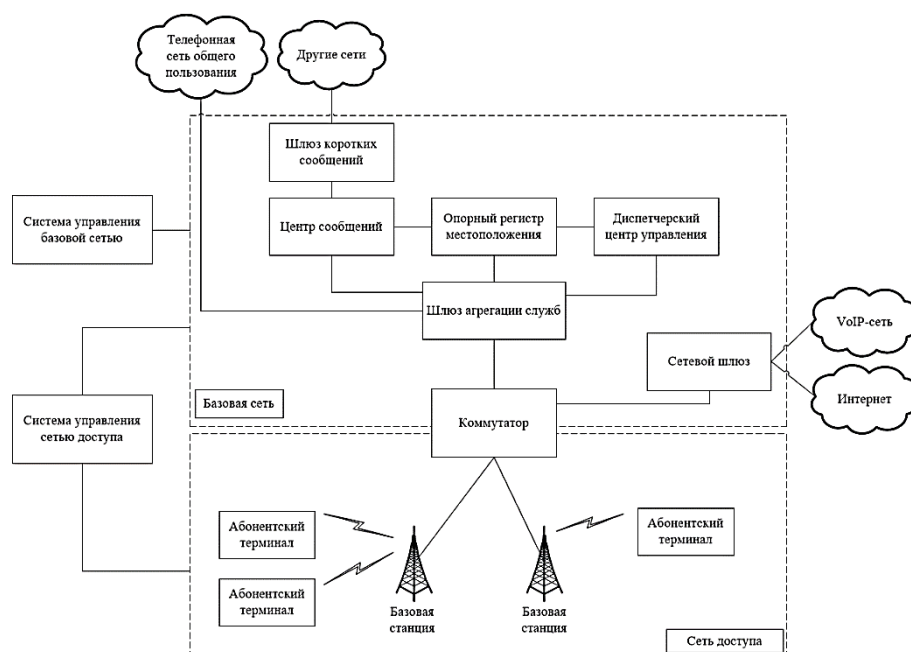 Телефонная
сеть общего
пользования
Другие сети
Шлюз коротких
сообщений
Система управления
базовой сетью
Центр сообщений
Опорный регистр
местоположения
Диспетчерский
центр управления
Шлюз агрегации служб
VoIP-сеть
Сетевой шлюз
Интернет
Базовая сеть
Система управления
сетью доступа
Коммутатор
Абонентский
терминал
Абонентский
терминал
Абонентский
терминал
Базовая
станция
Базовая
станция
Сеть доступа